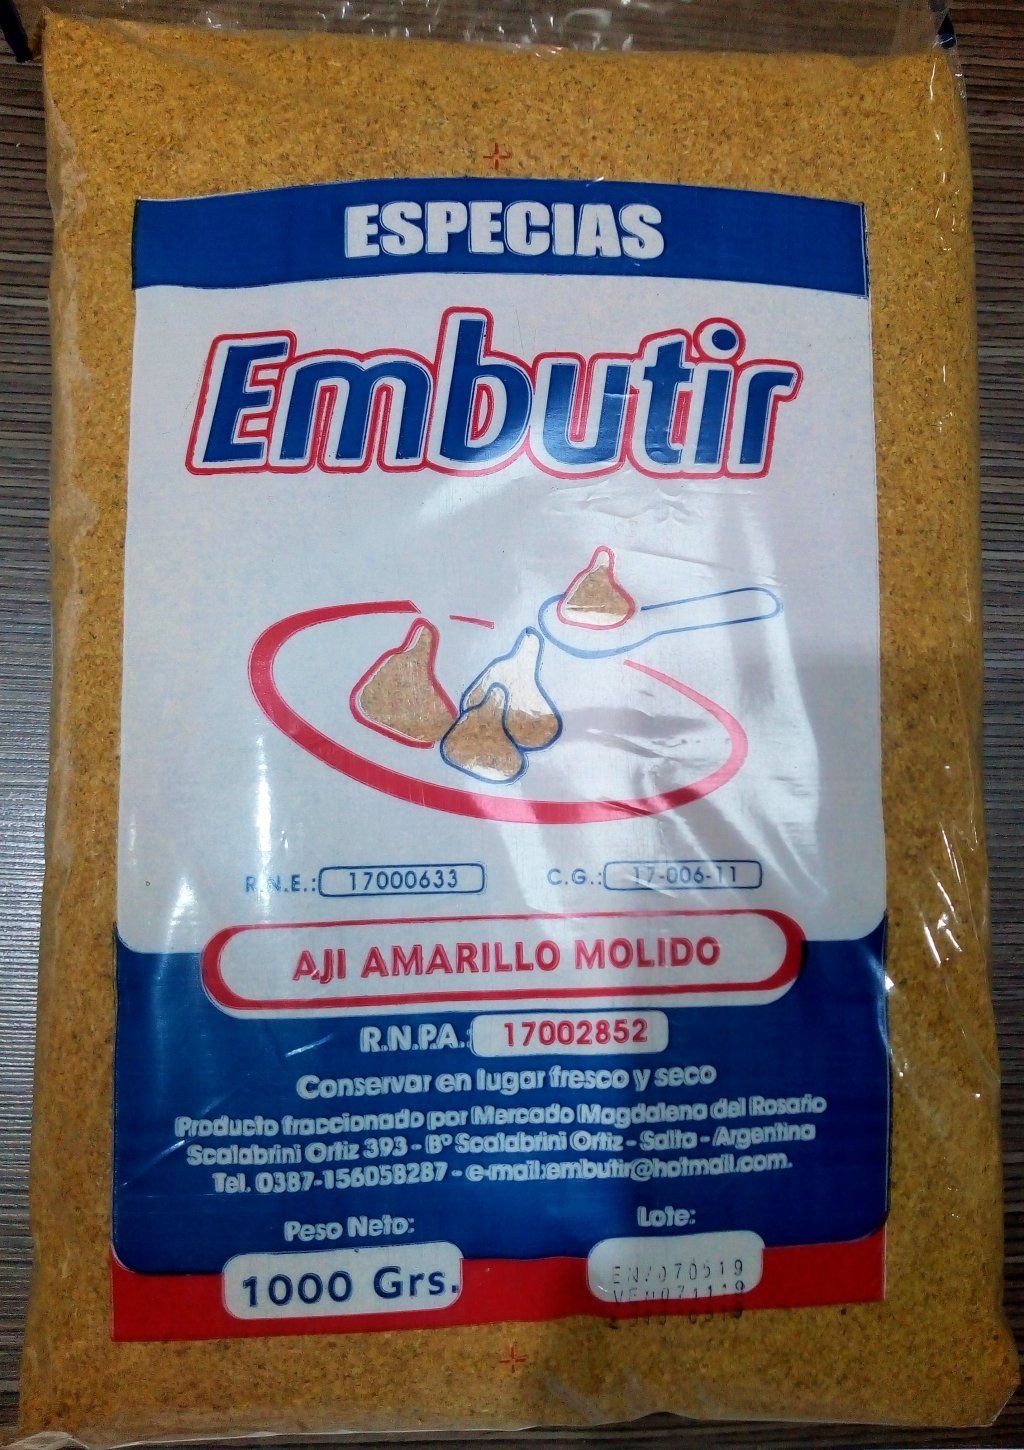 ESPECIAS
Embutir
R.N.E.: 17000633 C.G.: 17-006-11
AJI AMARILLO MOLIDO
R.N.P.A.: 17002852
Conservar en lugar fresco y seco
Producto fraccionado por Mercado Magdalena del Rosario
Scalabrini Ortiz 393 - Bº Scalabrini Ortiz - Salta - Argentina
Tel. 0387-156058287 - e-mail:embutir@hotmail.com.
Peso Neto: Lote:
1000 Grs.
ENV070519
VEN071119